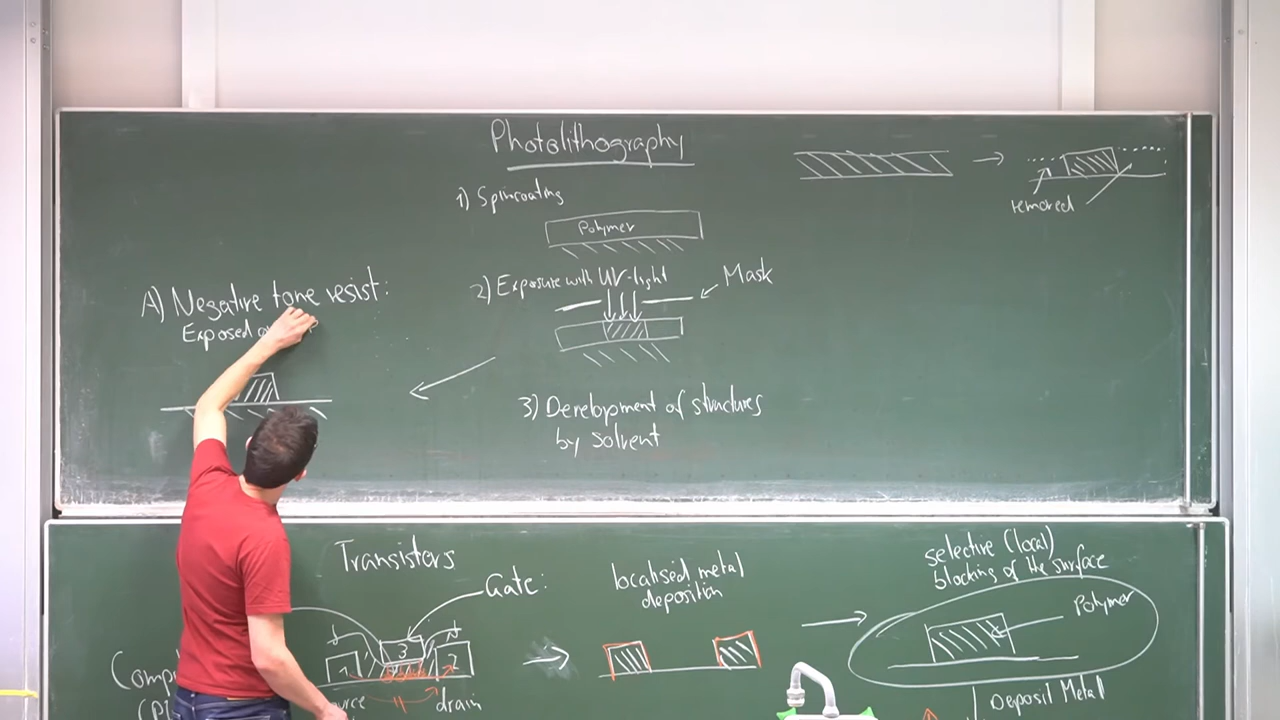 Photolithography
1) Spincoating
Polymer
2) Exposure with UV-light
Mask
3) Development of structures
by solvent
removed
A) Negative tone resist:
Exposed
Transistors
Gate:
3
1
2
drain
localised metal
deposition
selective (local)
blocking of the surface
Polymer
Deposit Metal